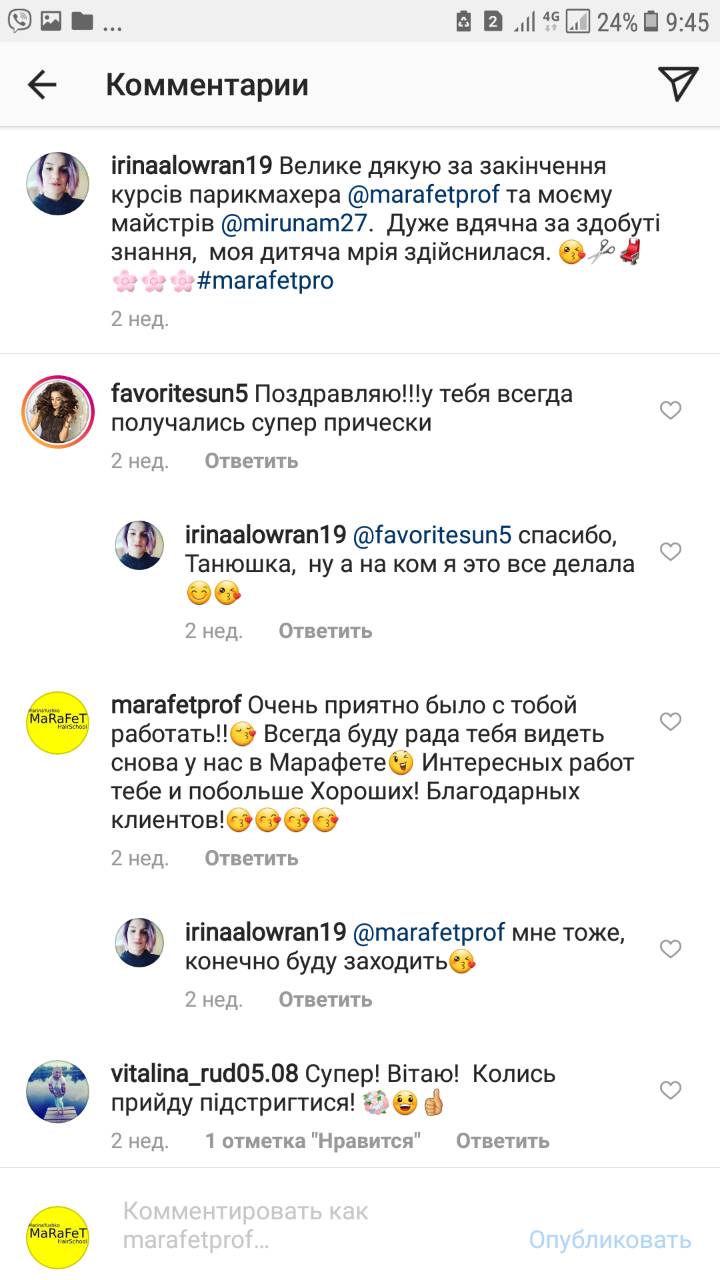 ... 2 4G 24% 9:45
Комментарии
irinaalowran19 Велике дякую за закінчення
курсів парикмахера @marafetprof та моєму
майстрів @mirunam27. Дуже вдячна за здобуті
знання, моя дитяча мрія здійснилася. 😘✂️💺
🌸🌸🌸#marafetpro
2 нед.
favoritesun5 Поздравляю!!!у тебя всегда
получались супер прически
2 нед. Ответить
irinaalowran19 @favoritesun5 спасибо,
Танюшка, ну а на ком я это все делала
😊😘
2 нед. Ответить
MaRaFeT
HairSchool
marafetprof Очень приятно было с тобой
работать!!😚 Всегда буду рада тебя видеть
снова у нас в Марафете😉 Интересных работ
тебе и побольше Хороших! Благодарных
клиентов!😙😙😙😙
2 нед. Ответить
irinaalowran19 @marafetprof мне тоже,
конечно буду заходить😘
2 нед. Ответить
vitalina_rud05.08 Супер! Вітаю! Колись
прийду підстригтися! 💐😀👍
2 нед. 1 отметка "Нравится" Ответить
MaRaFeT
HairSchool
Комментировать как
marafetprof...
Опубликовать